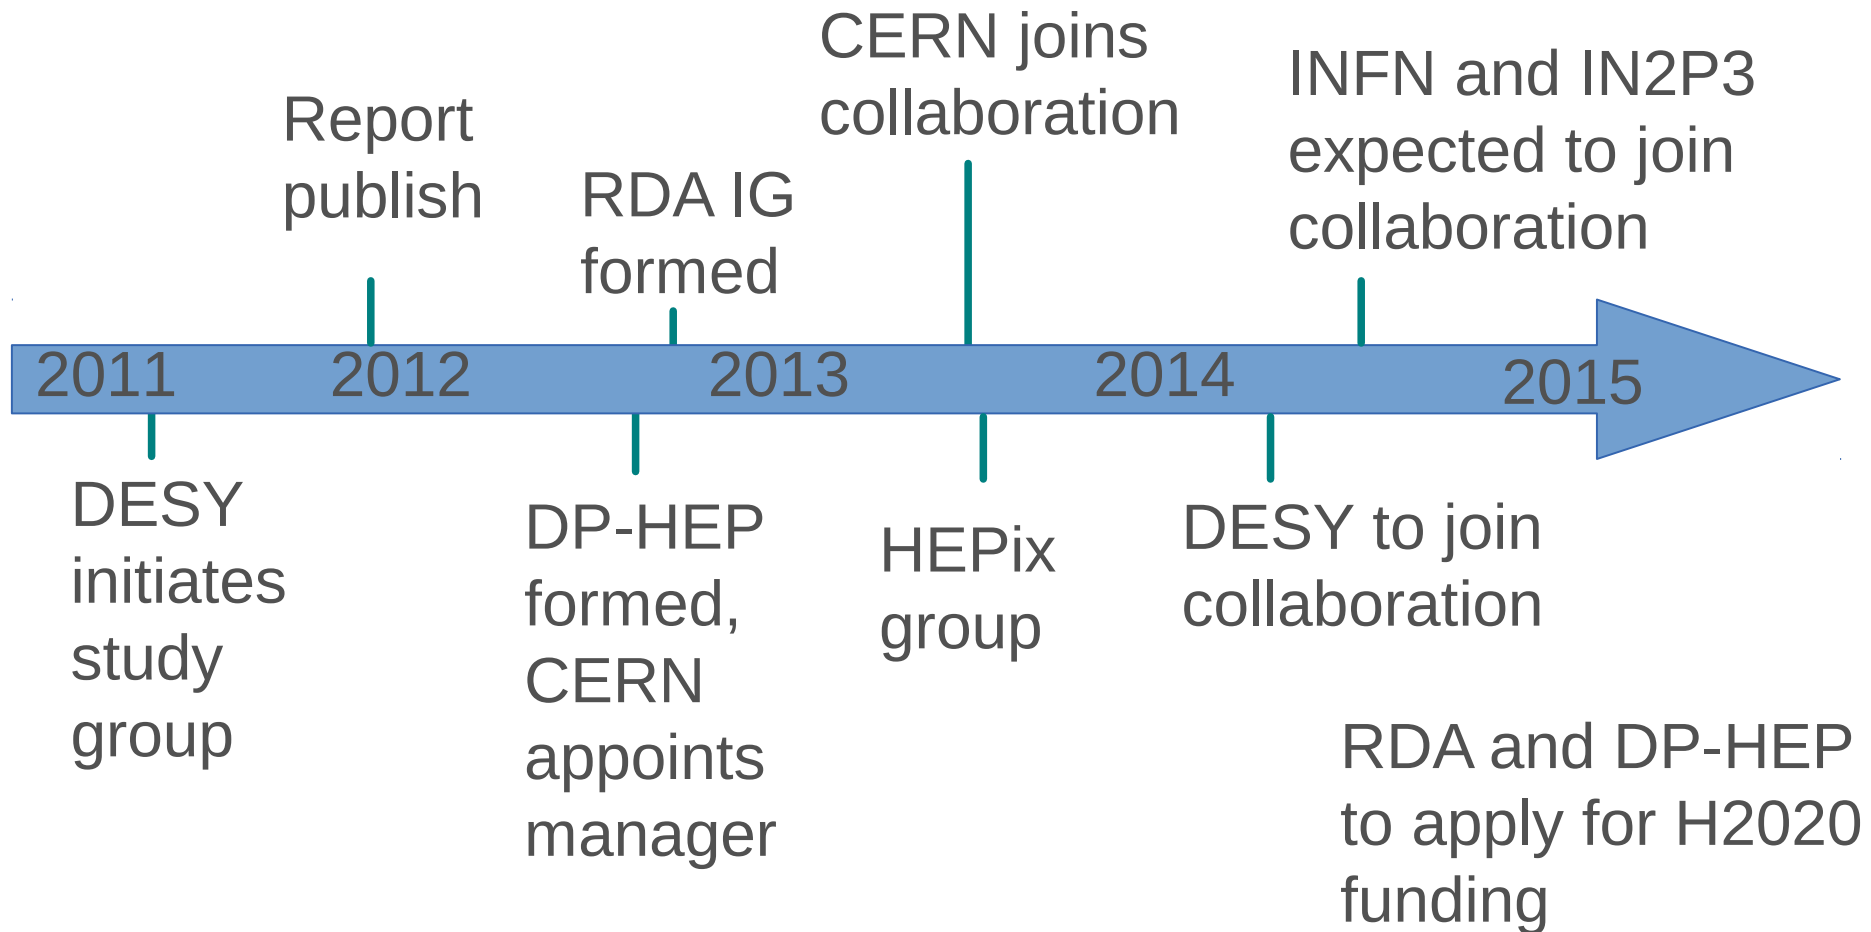 CERN joins
collaboration
INFN and IN2P3
expected to join
collaboration
Report
publish
RDA IG
formed
2011
2012
2013
2014
2015
DESY
initiates
study
group
DP-HEP
formed,
CERN
appoints
manager
HEPix
group
DESY to join
collaboration
RDA and DP-HEP
to apply for H2020
funding